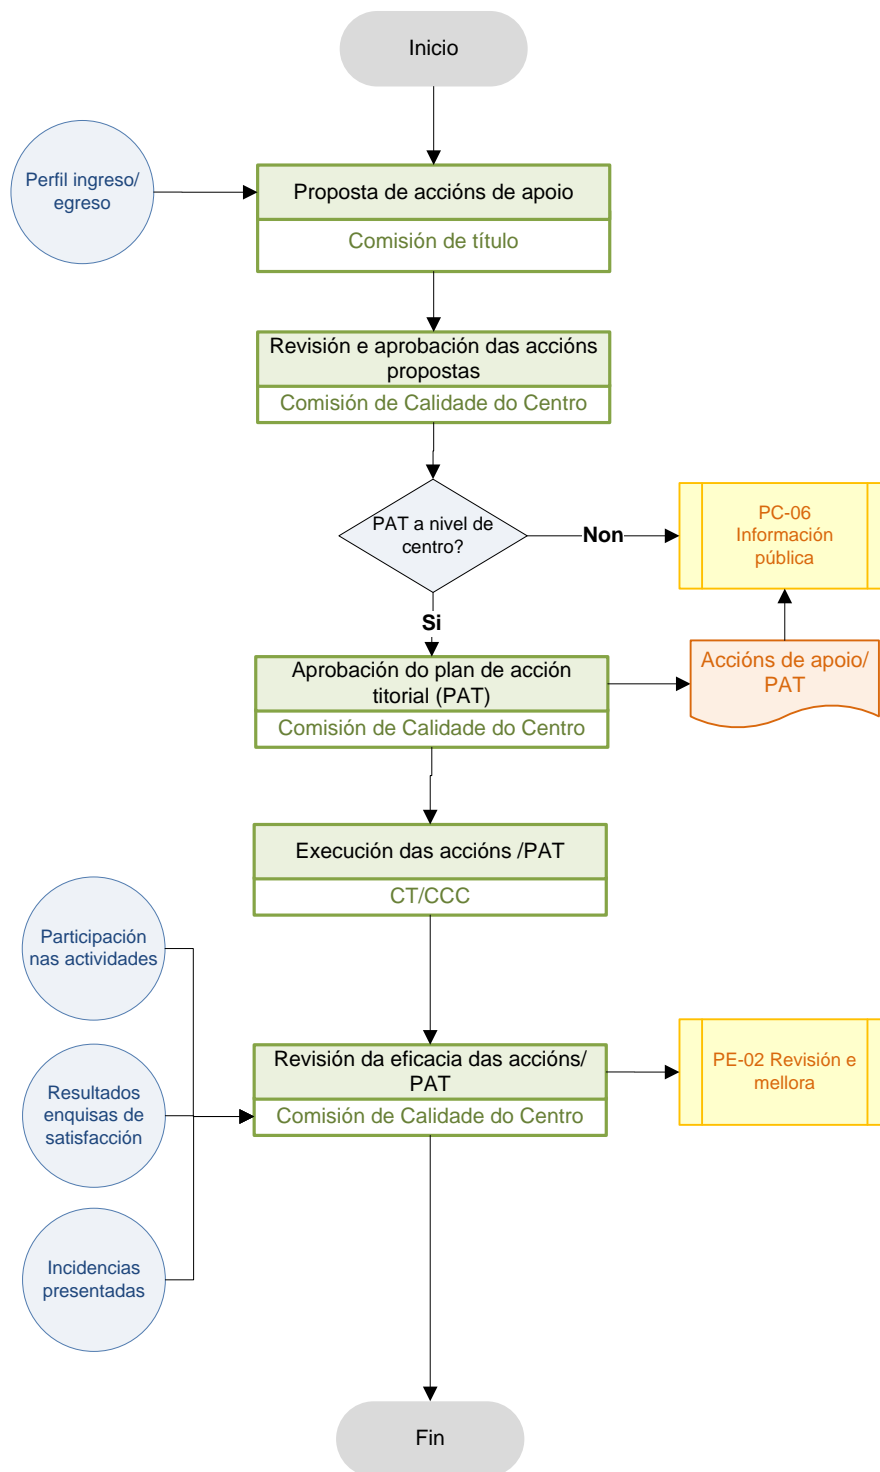 Inicio
Perfil ingreso/
egreso
Proposta de accións de apoio
Comisión de título
Revisión e aprobación das accións
propostas
Comisión de Calidade do Centro
PAT a nivel de
centro?
Non
PC-06
Información
pública
Si
Aprobación do plan de acción
titorial (PAT)
Comisión de Calidade do Centro
Accións de apoio/
PAT
Execución das accións /PAT
CT/CCC
Participación
nas actividades
Revisión da eficacia das accións/
PAT
Comisión de Calidade do Centro
PE-02 Revisión e
mellora
Resultados
enquisas de
satisfacción
Incidencias
presentadas
Fin